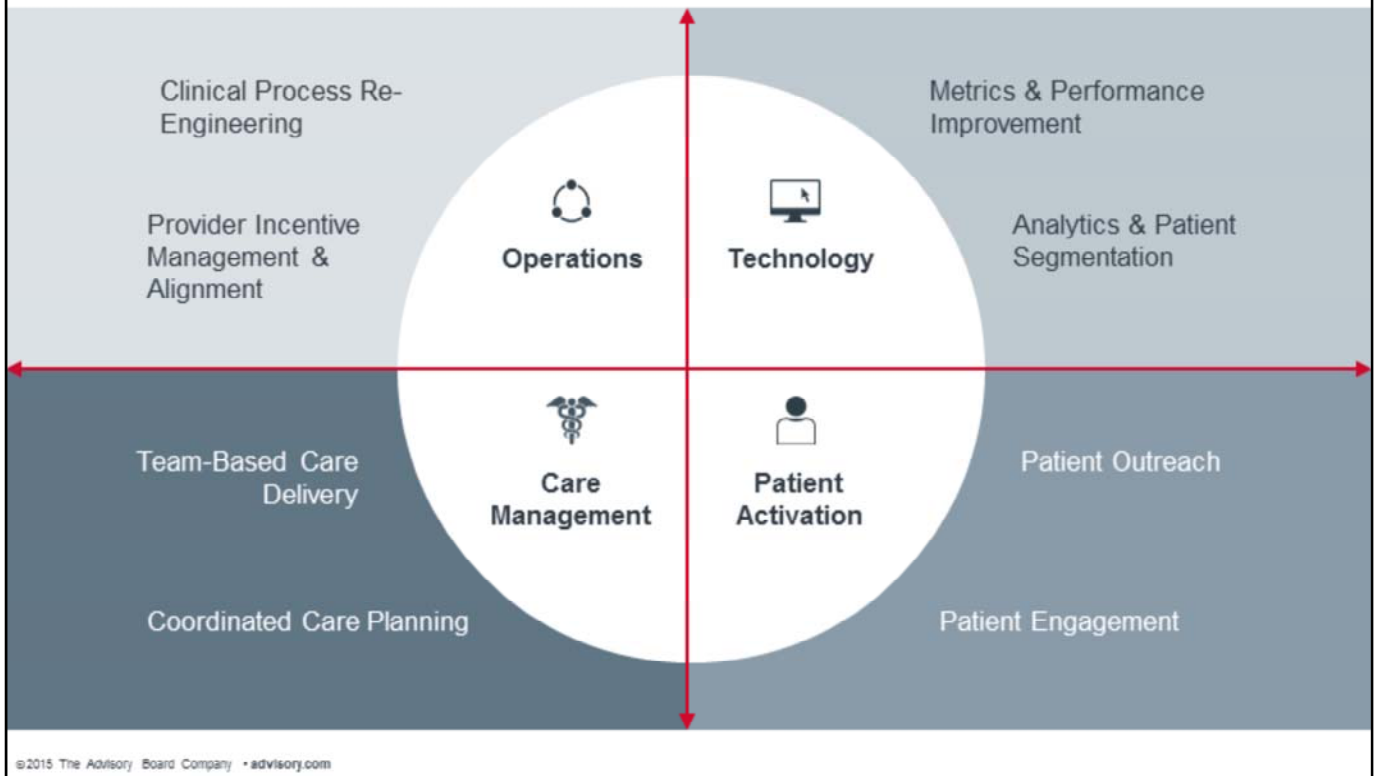 Clinical Process Re-
Engineering
Provider Incentive
Management &
Alignment
Operations
Technology
Metrics & Performance
Improvement
Analytics & Patient
Segmentation
Team-Based Care
Delivery
Coordinated Care Planning
Care
Management
Patient
Activation
Patient Outreach
Patient Engagement
©2015 The Advisory Board Company • advisory.com